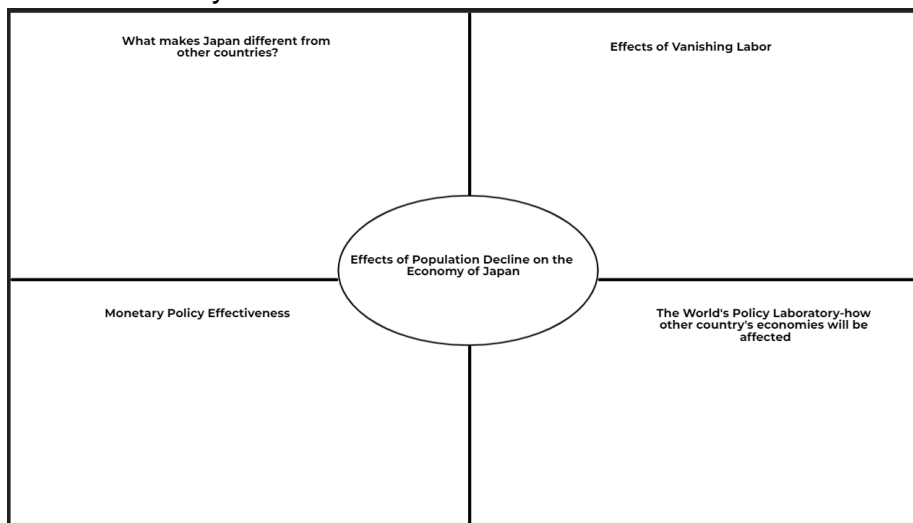 What makes Japan different from
other countries?
Effects of Vanishing Labor
Effects of Population Decline on the
Economy of Japan
Monetary Policy Effectiveness
The World's Policy Laboratory-how
other country's economies will be
affected